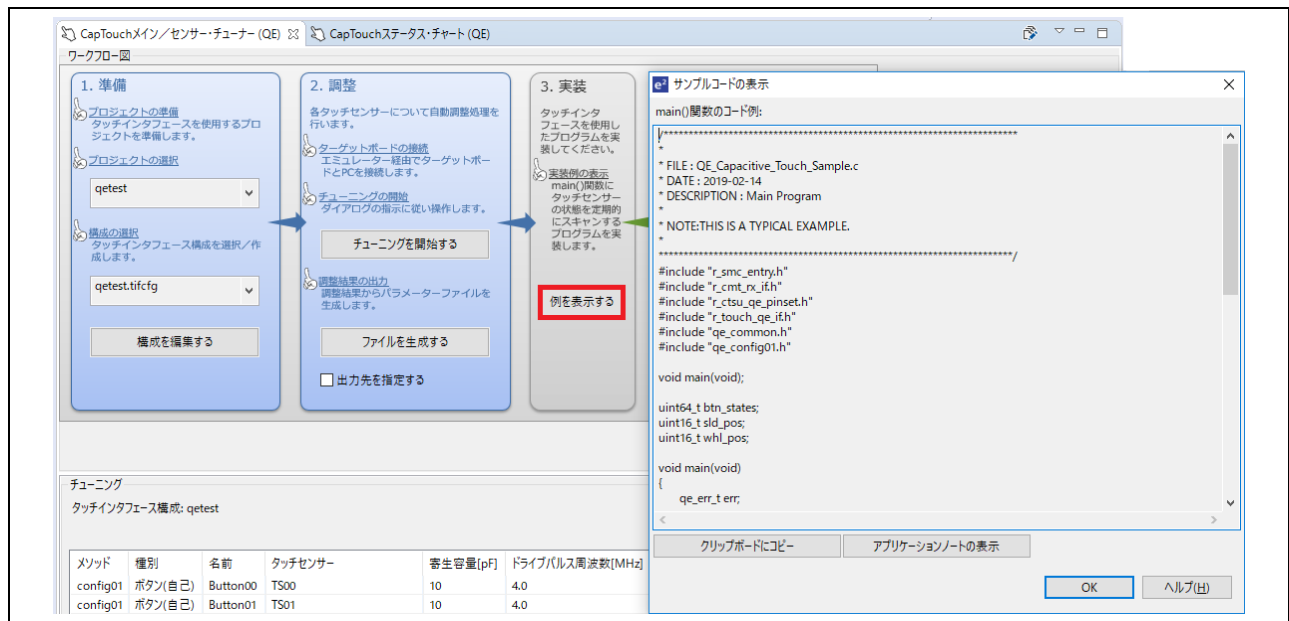 CapTouchメイン／センサー・チューナー (QE)
CapTouchステータス・チャート (QE)
ワークフロー図
1. 準備
プロジェクトの準備
タッチインタフェースを使用するプロ
ジェクトを準備します。
プロジェクトの選択
qetest
構成の選択
タッチインタフェース構成を選択／作
成します。
qetest.tifcfg
構成を編集する
2. 調整
各タッチセンサーについて自動調整処理を
行います。
ターゲットボードの接続
エミュレーター経由でターゲットボー
ドとPCを接続します。
チューニングの開始
ダイアログの指示に従い操作します。
チューニングを開始する
調整結果の出力
調整結果からパラメーターファイルを
生成します。
ファイルを生成する
出力先を指定する
3. 実装
タッチインタ
フェースを使用し
たプログラムを実
装してください。
実装例の表示
main()関数に
タッチセンサー
の状態を定期的
にスキャンする
プログラムを実
装します。
例を表示する
チューニング
タッチインタフェース構成: qetest
メソッド 種別 名前 タッチセンサー 寄生容量[pF] ドライブパルス周波数[MHz]
config01 ボタン(自己) Button00 TS00 10 4.0
config01 ボタン(自己) Button01 TS01 10 4.0
e² サンプルコードの表示
main()関数のコード例:
/***********************************************************************
*
* FILE : QE_Capacitive_Touch_Sample.c
* DATE : 2019-02-14
* DESCRIPTION : Main Program
*
* NOTE:THIS IS A TYPICAL EXAMPLE.
*
***********************************************************************/
#include "r_smc_entry.h"
#include "r_cmt_rx_if.h"
#include "r_ctsu_qe_pinset.h"
#include "r_touch_qe_if.h"
#include "qe_common.h"
#include "qe_config01.h"
void main(void);
uint64_t btn_states;
uint16_t sld_pos;
uint16_t whl_pos;
void main(void)
{
qe_err_t err;
クリップボードにコピー
アプリケーションノートの表示
OK
ヘルプ(H)